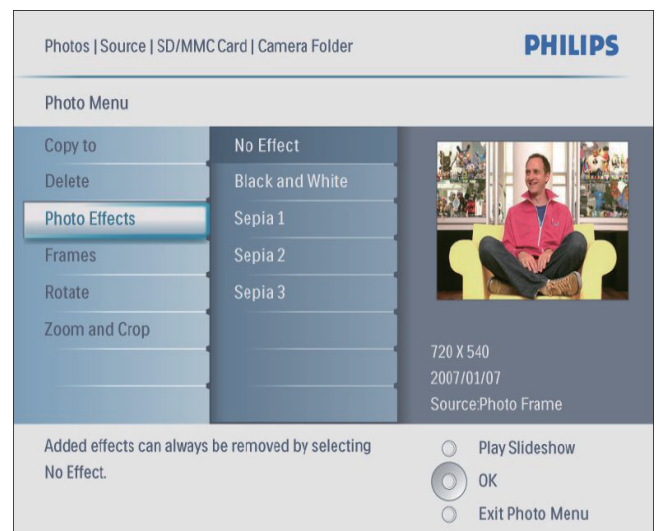 Photos | Source | SD/MMC Card | Camera Folder
PHILIPS
Photo Menu
Copy to
Delete
Photo Effects
Frames
Rotate
Zoom and Crop
No Effect
Black and White
Sepia 1
Sepia 2
Sepia 3
720 X 540
2007/01/07
Source:Photo Frame
Added effects can always be removed by selecting
No Effect.
Play Slideshow
OK
Exit Photo Menu